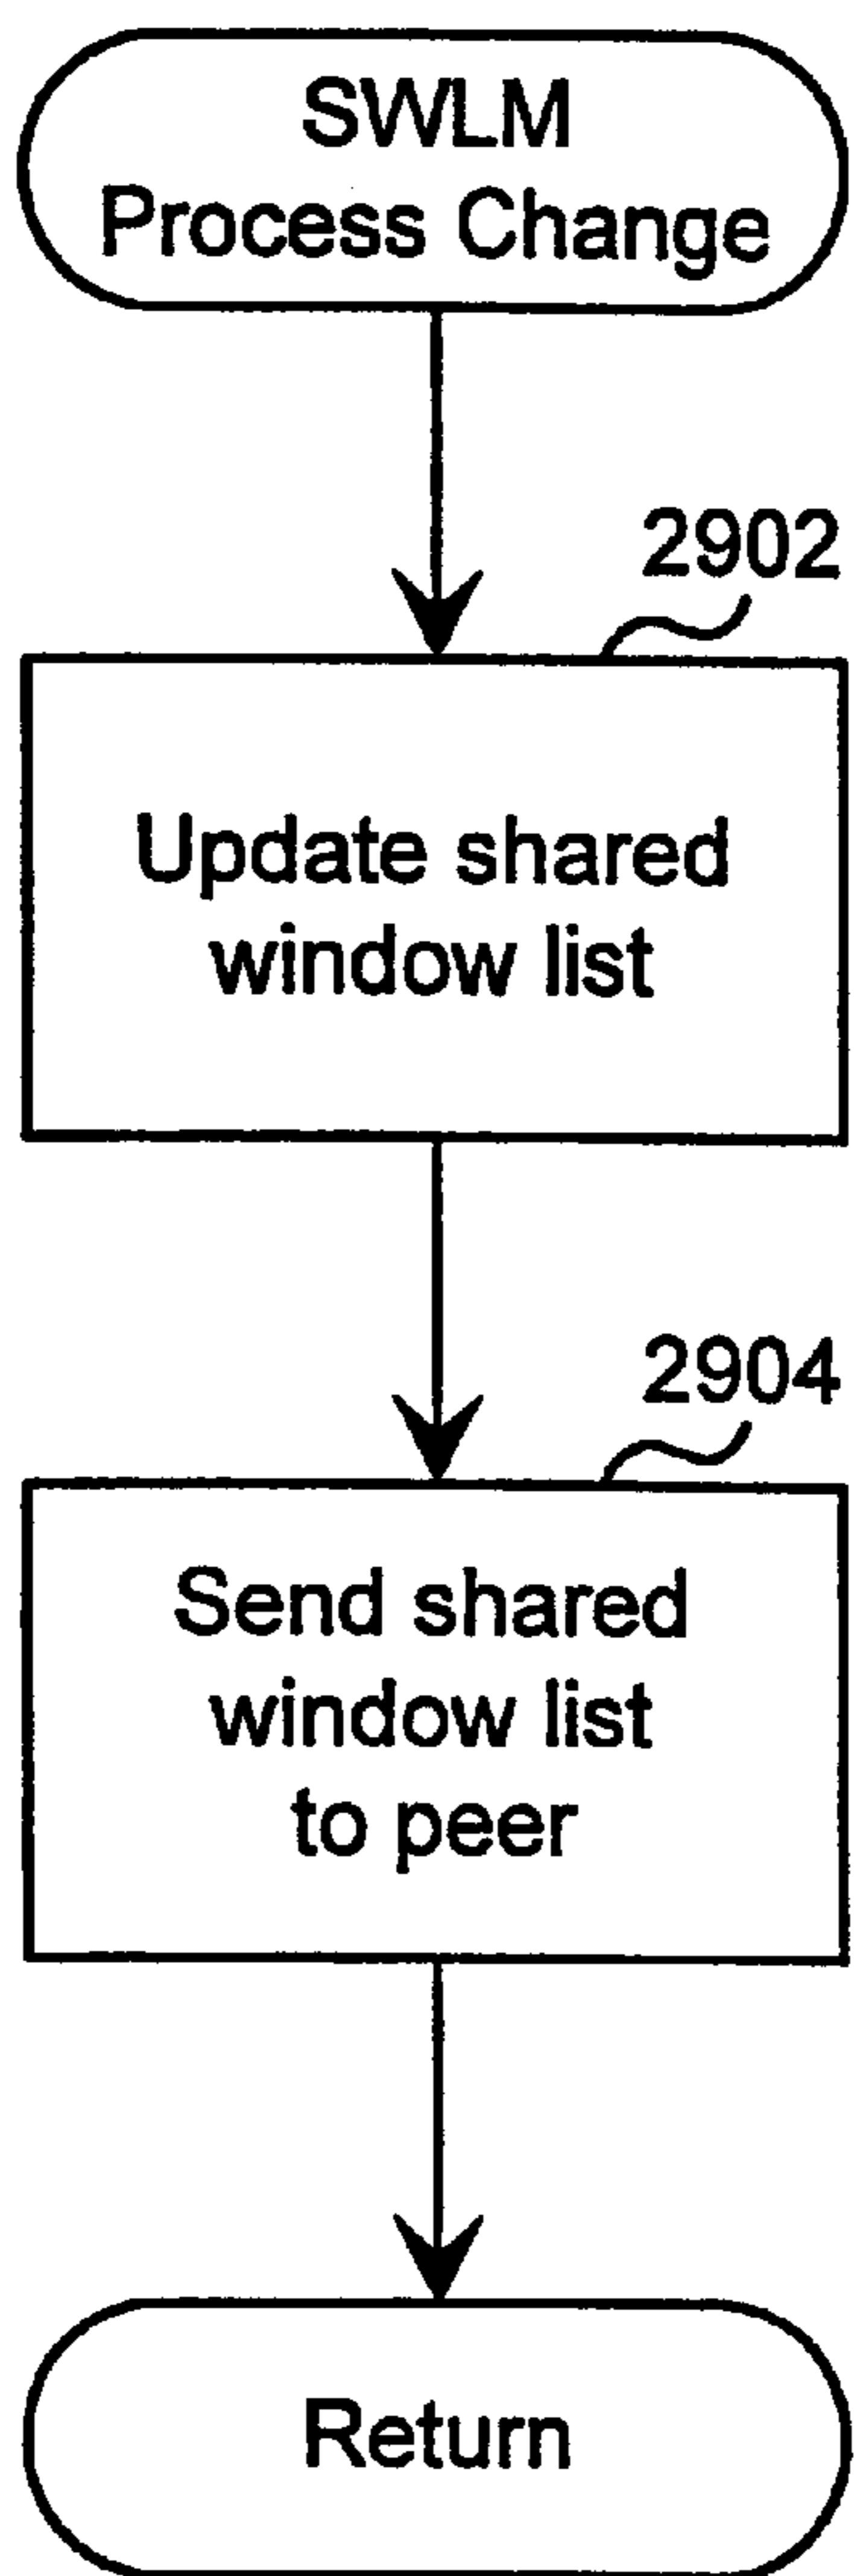 SWLM
Process Change
2902
Update shared
window list
2904
Send shared
window list
to peer
Return